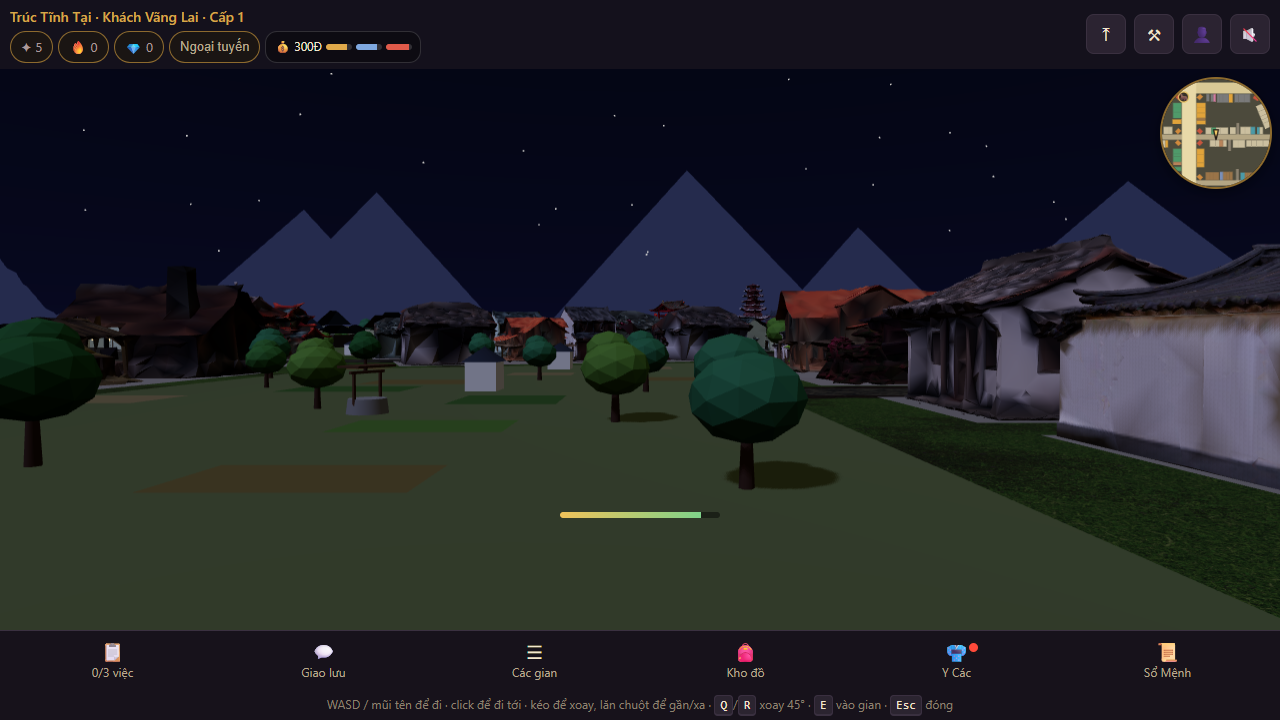 Trúc Tĩnh Tại · Khách Vãng Lai · Cấp 1
✦ 5
0
0
Ngoại tuyến
300Đ
0/3 việc
Giao lưu
Các gian
Kho đồ
Y Các
Sổ Mệnh
WASD / mũi tên để đi · click để đi tới · kéo để xoay, lăn chuột để gần/xa · Q / R xoay 45° · E vào gian · Esc đóng